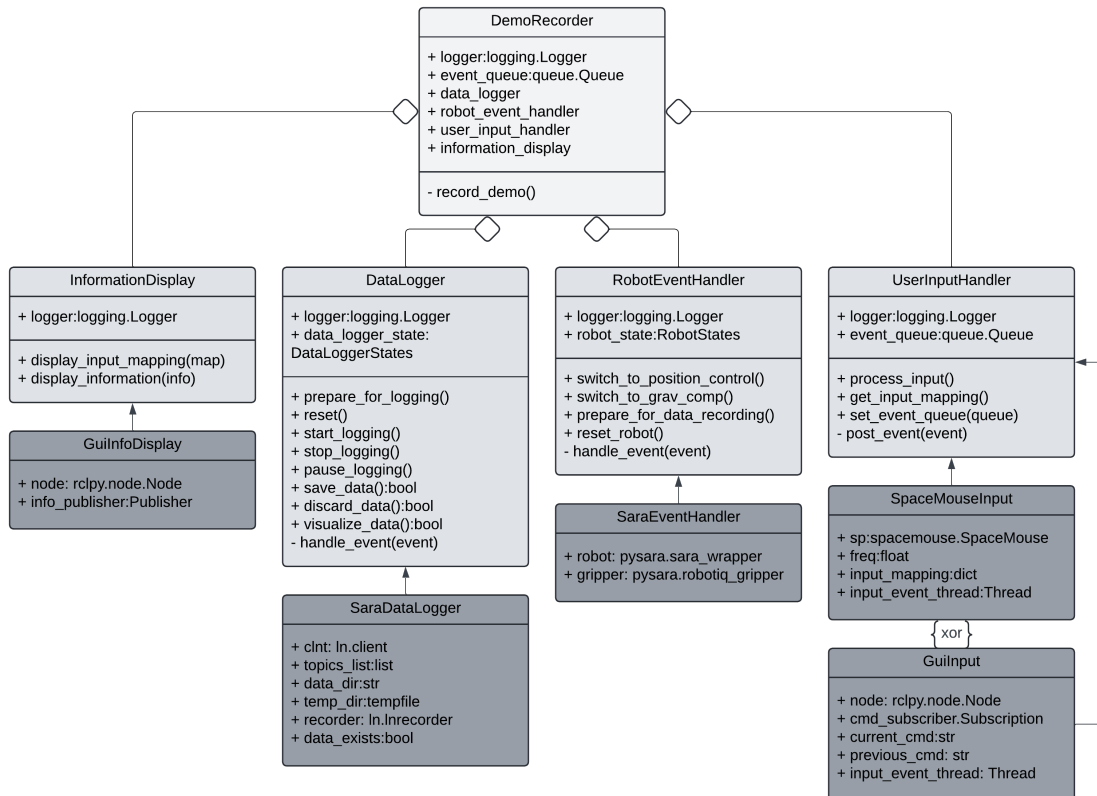 DemoRecorder
+ logger:logging.Logger
+ event_queue:queue.Queue
+ data_logger
+ robot_event_handler
+ user_input_handler
+ information_display
- record_demo()
InformationDisplay
+ logger:logging.Logger
+ display_input_mapping(map)
+ display_information(info)
GuiInfoDisplay
+ node: rclpy.node.Node
+ info_publisher:Publisher
DataLogger
+ logger:logging.Logger
+ data_logger_state:
DataLoggerStates
+ prepare_for_logging()
+ reset()
+ start_logging()
+ stop_logging()
+ pause_logging()
+ save_data():bool
+ discard_data():bool
+ visualize_data():bool
- handle_event(event)
SaraDataLogger
+ clnt: ln.client
+ topics_list:list
+ data_dir:str
+ temp_dir:tempfile
+ recorder: ln.lnrecorder
+ data_exists:bool
RobotEventHandler
+ logger:logging.Logger
+ robot_state:RobotStates
+ switch_to_position_control()
+ switch_to_grav_comp()
+ prepare_for_data_recording()
+ reset_robot()
- handle_event(event)
SaraEventHandler
+ robot: pysara.sara_wrapper
+ gripper: pysara.robotiq_gripper
UserInputHandler
+ logger:logging.Logger
+ event_queue:queue.Queue
+ process_input()
+ get_input_mapping()
+ set_event_queue(queue)
- post_event(event)
SpaceMouseInput
+ sp:spacemouse.SpaceMouse
+ freq:float
+ input_mapping:dict
+ input_event_thread:Thread
{xor}
GuiInput
+ node: rclpy.node.Node
+ cmd_subscriber.Subscription
+ current_cmd:str
+ previous_cmd: str
+ input_event_thread: Thread